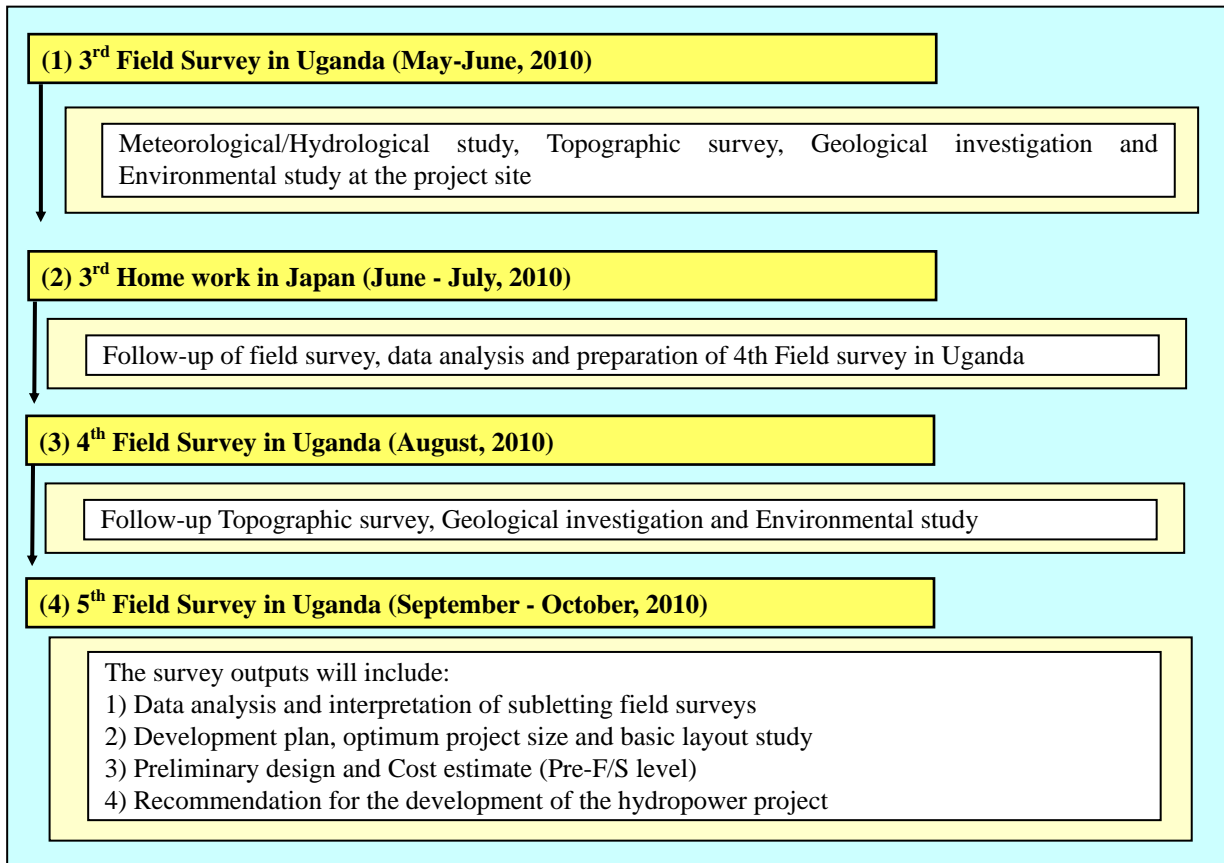 (1) 3rd Field Survey in Uganda (May-June, 2010)
Meteorological/Hydrological study, Topographic survey, Geological investigation and
Environmental study at the project site
(2) 3rd Home work in Japan (June - July, 2010)
Follow-up of field survey, data analysis and preparation of 4th Field survey in Uganda
(3) 4th Field Survey in Uganda (August, 2010)
Follow-up Topographic survey, Geological investigation and Environmental study
(4) 5th Field Survey in Uganda (September - October, 2010)
The survey outputs will include:
1) Data analysis and interpretation of subletting field surveys
2) Development plan, optimum project size and basic layout study
3) Preliminary design and Cost estimate (Pre-F/S level)
4) Recommendation for the development of the hydropower project